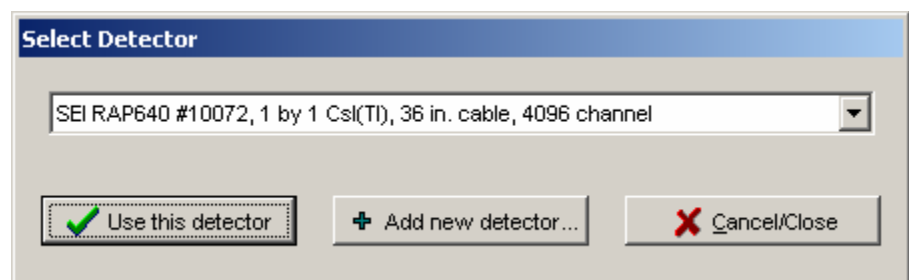 Select Detector
SEI RAP640 #10072, 1 by 1 CsI(Tl), 36 in. cable, 4096 channel
Use this detector
Add new detector...
Cancel/Close